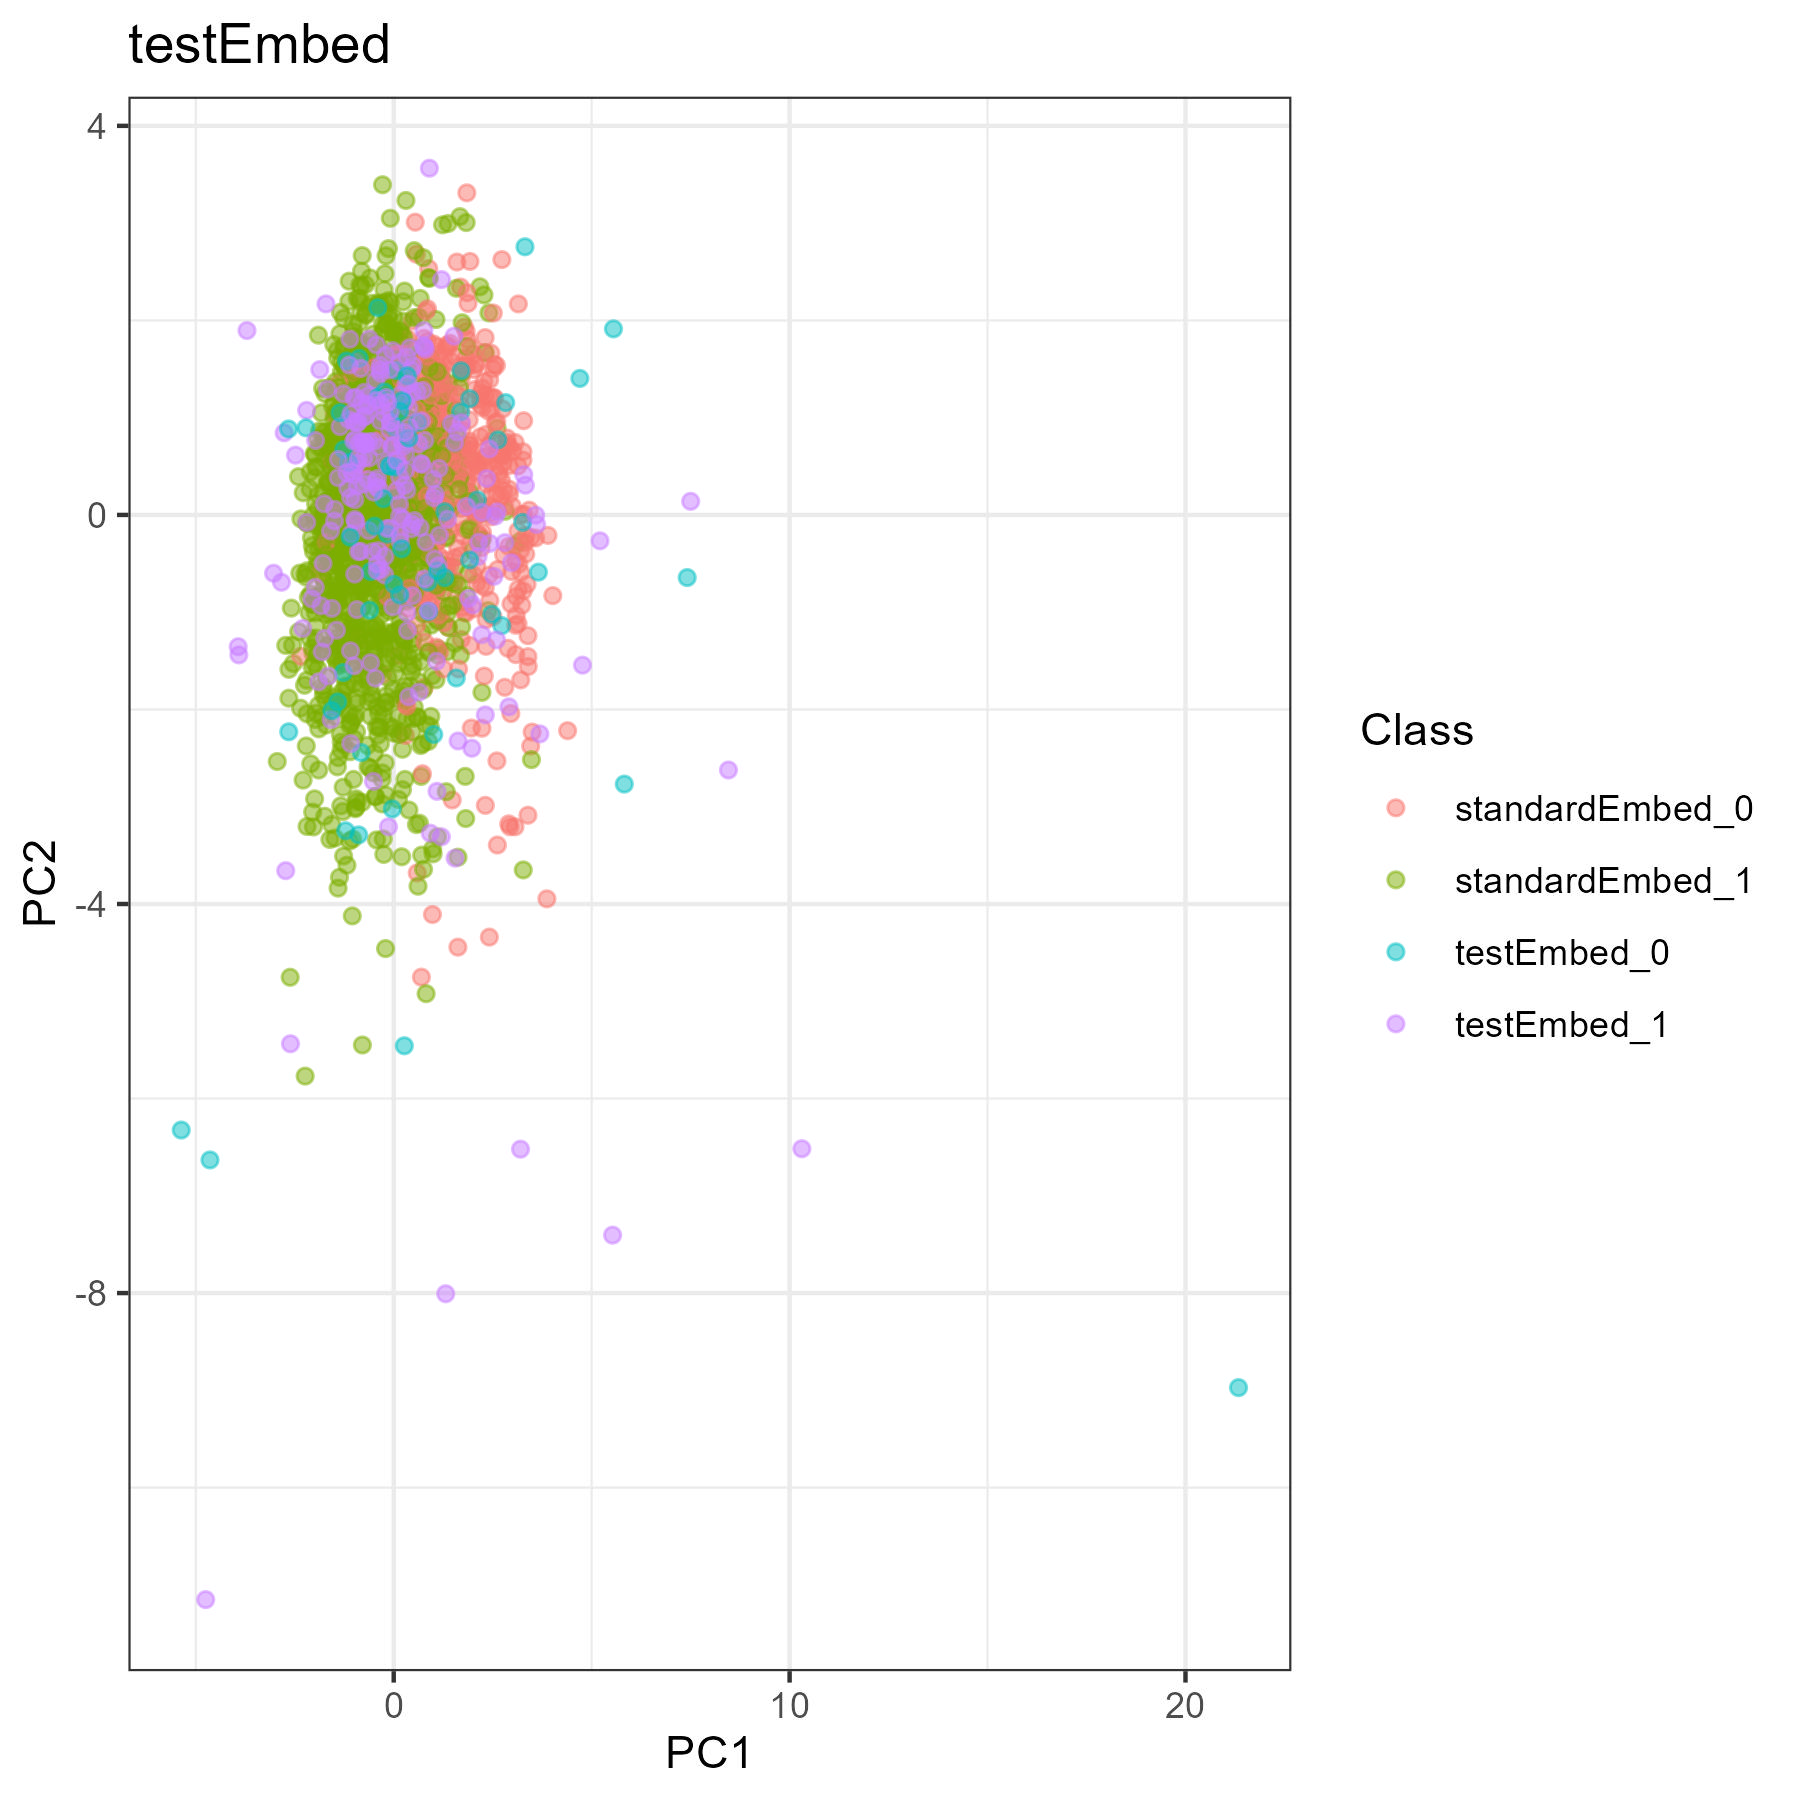 testEmbed
4
0
-4
-8
PC2
0
10
20
PC1
Class
standardEmbed_0
standardEmbed_1
testEmbed_0
testEmbed_1